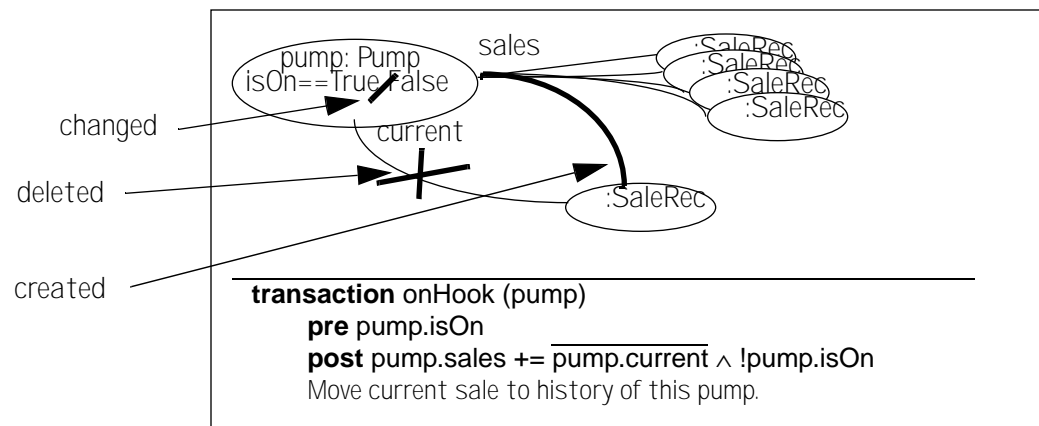 sales
pump: Pump
isOn==True False
:SaleRec
:SaleRec
:SaleRec
:SaleRec
changed
current
deleted
:SaleRec
created
transaction onHook (pump)
pre pump.isOn
post pump.sales += pump.current ∧ !pump.isOn
Move current sale to history of this pump.